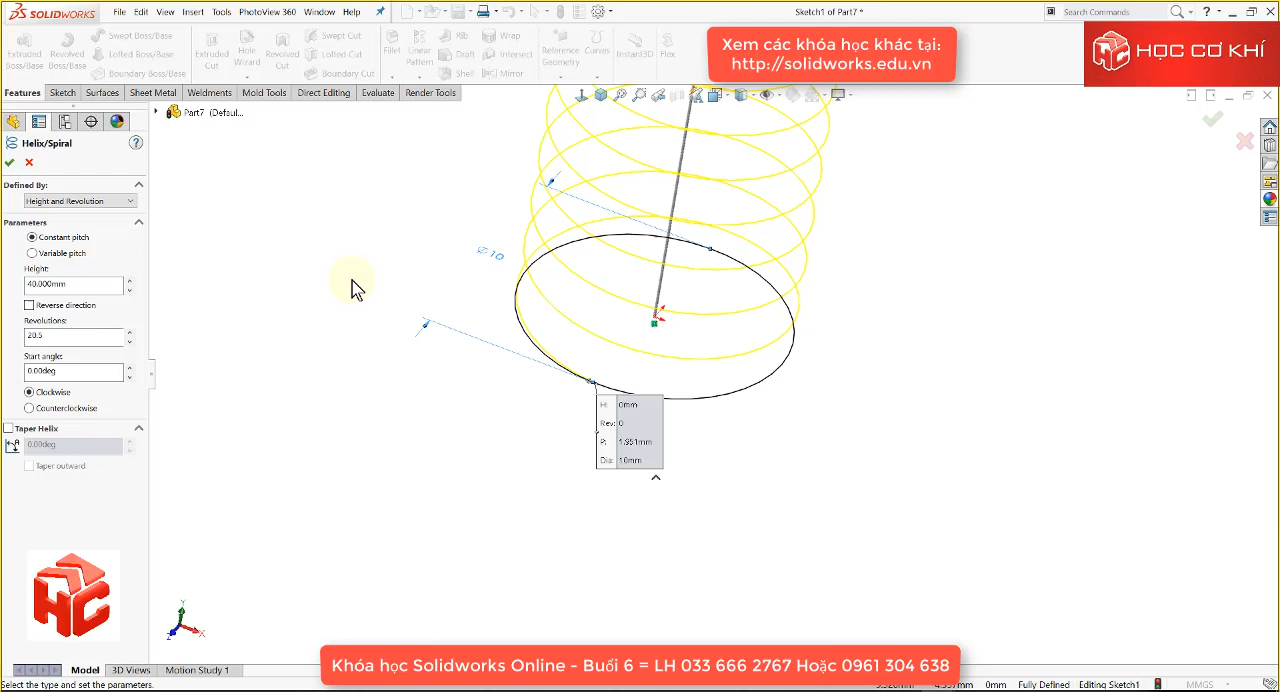 SOLIDWORKS File Edit View Insert Tools PhotoView 360 Window Help Sketch1 of Part7 * Search Commands
Extruded Boss/Base
Revolved Boss/Base
Swept Boss/Base
Lofted Boss/Base
Boundary Boss/Base
Extruded Cut
Hole Wizard
Revolved Cut
Swept Cut
Lofted Cut
Boundary Cut
Fillet
Linear Pattern
Rib
Draft
Shell
Wrap
Intersect
Mirror
Reference Geometry
Curves
Instant3D
Flex
Xem các khóa học khác tại:
http://solidworks.edu.vn
HC HỌC CƠ KHÍ
Features Sketch Surfaces Sheet Metal Weldments Mold Tools Direct Editing Evaluate Render Tools
Part7 (Defaul...
Helix/Spiral
Defined By:
Height and Revolution
Parameters
Constant pitch
Variable pitch
Height:
40.000mm
Reverse direction
Revolutions:
20.5
Start angle:
0.00deg
Clockwise
Counterclockwise
Taper Helix
0.00deg
Taper outward
∅10
H: 0mm
Rev: 0
P: 1.951mm
Dia: 10mm
HC
Y
Z X
Khóa học Solidworks Online - Buổi 6 = LH 033 666 2767 Hoặc 0961 304 638
Model 3D Views Motion Study 1
Select the type and set the parameters.
0mm Fully Defined Editing Sketch1 MMGS